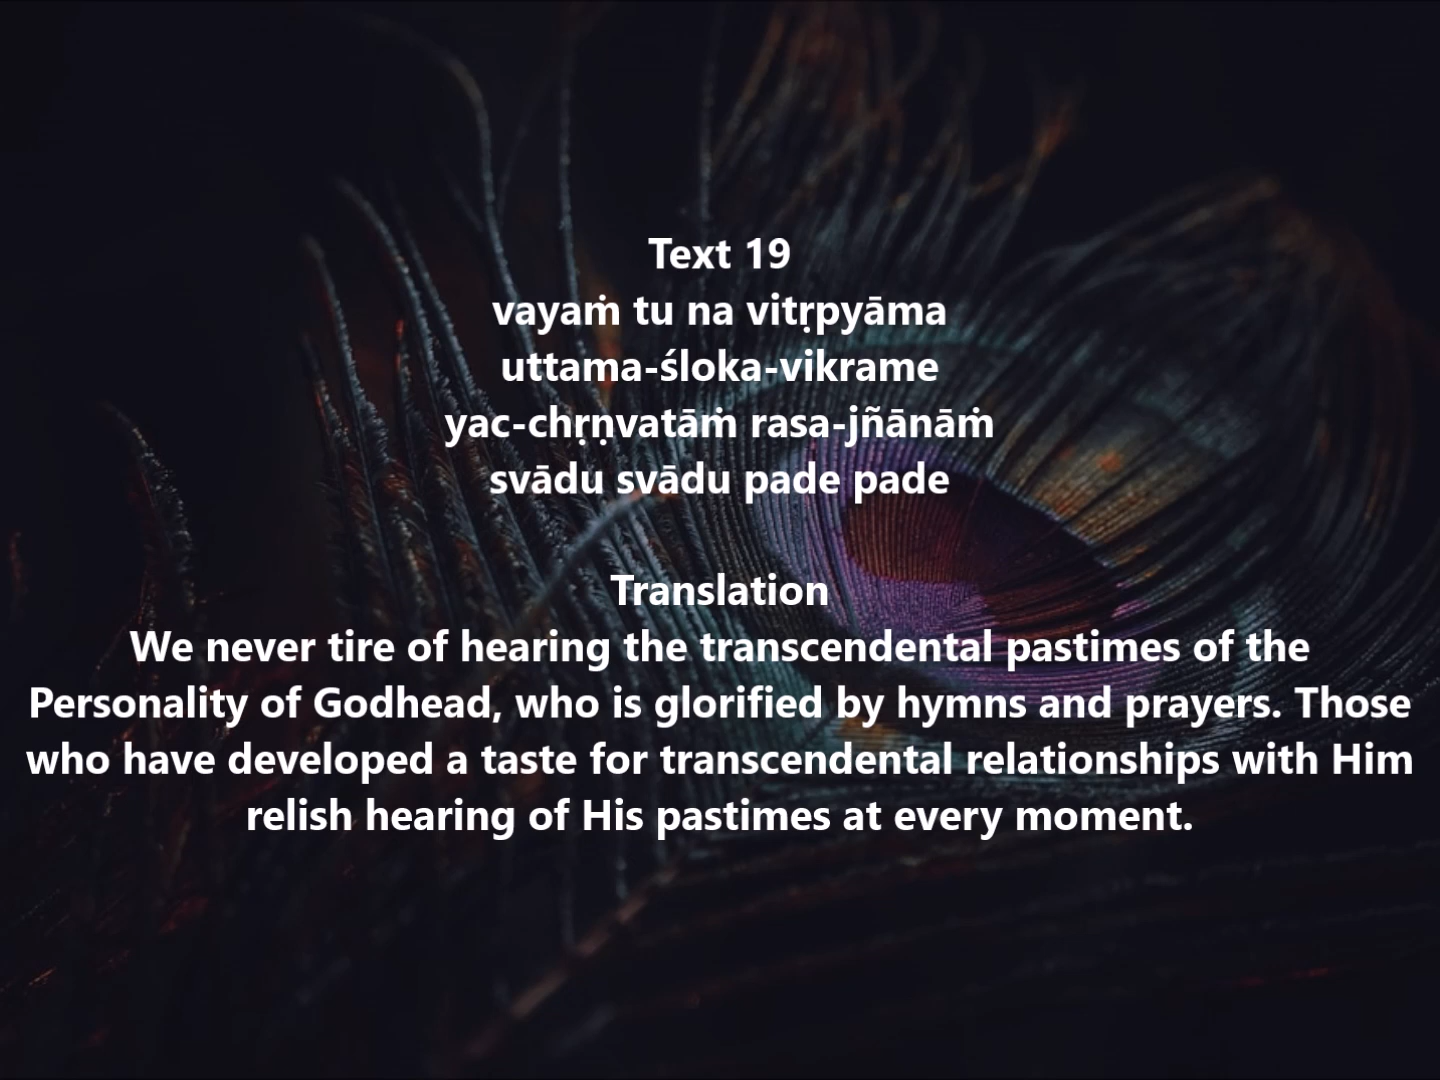 Text 19
vayaṁ tu na vitṛpyāma
uttama-śloka-vikrame
yac-chṛṇvatāṁ rasa-jñānāṁ
svādu svādu pade pade
Translation
We never tire of hearing the transcendental pastimes of the
Personality of Godhead, who is glorified by hymns and prayers. Those
who have developed a taste for transcendental relationships with Him
relish hearing of His pastimes at every moment.